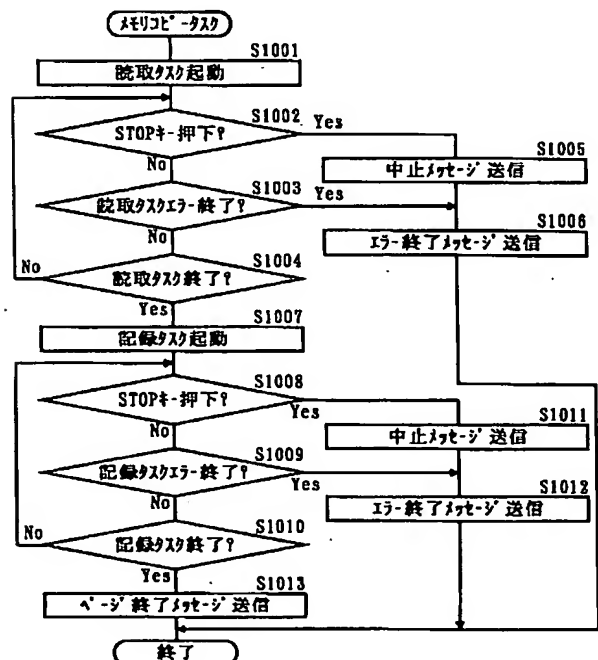 メモリコピータスク
S1001
読取タスク起動
S1002
STOPキー押下?
Yes
No
S1005
中止メッセージ送信
S1003
読取タスクエラー終了?
Yes
No
S1006
エラー終了メッセージ送信
S1004
読取タスク終了?
No
Yes
S1007
記録タスク起動
S1008
STOPキー押下?
Yes
No
S1011
中止メッセージ送信
S1009
記録タスクエラー終了?
Yes
No
S1012
エラー終了メッセージ送信
S1010
記録タスク終了?
No
Yes
S1013
ページ終了メッセージ送信
終了